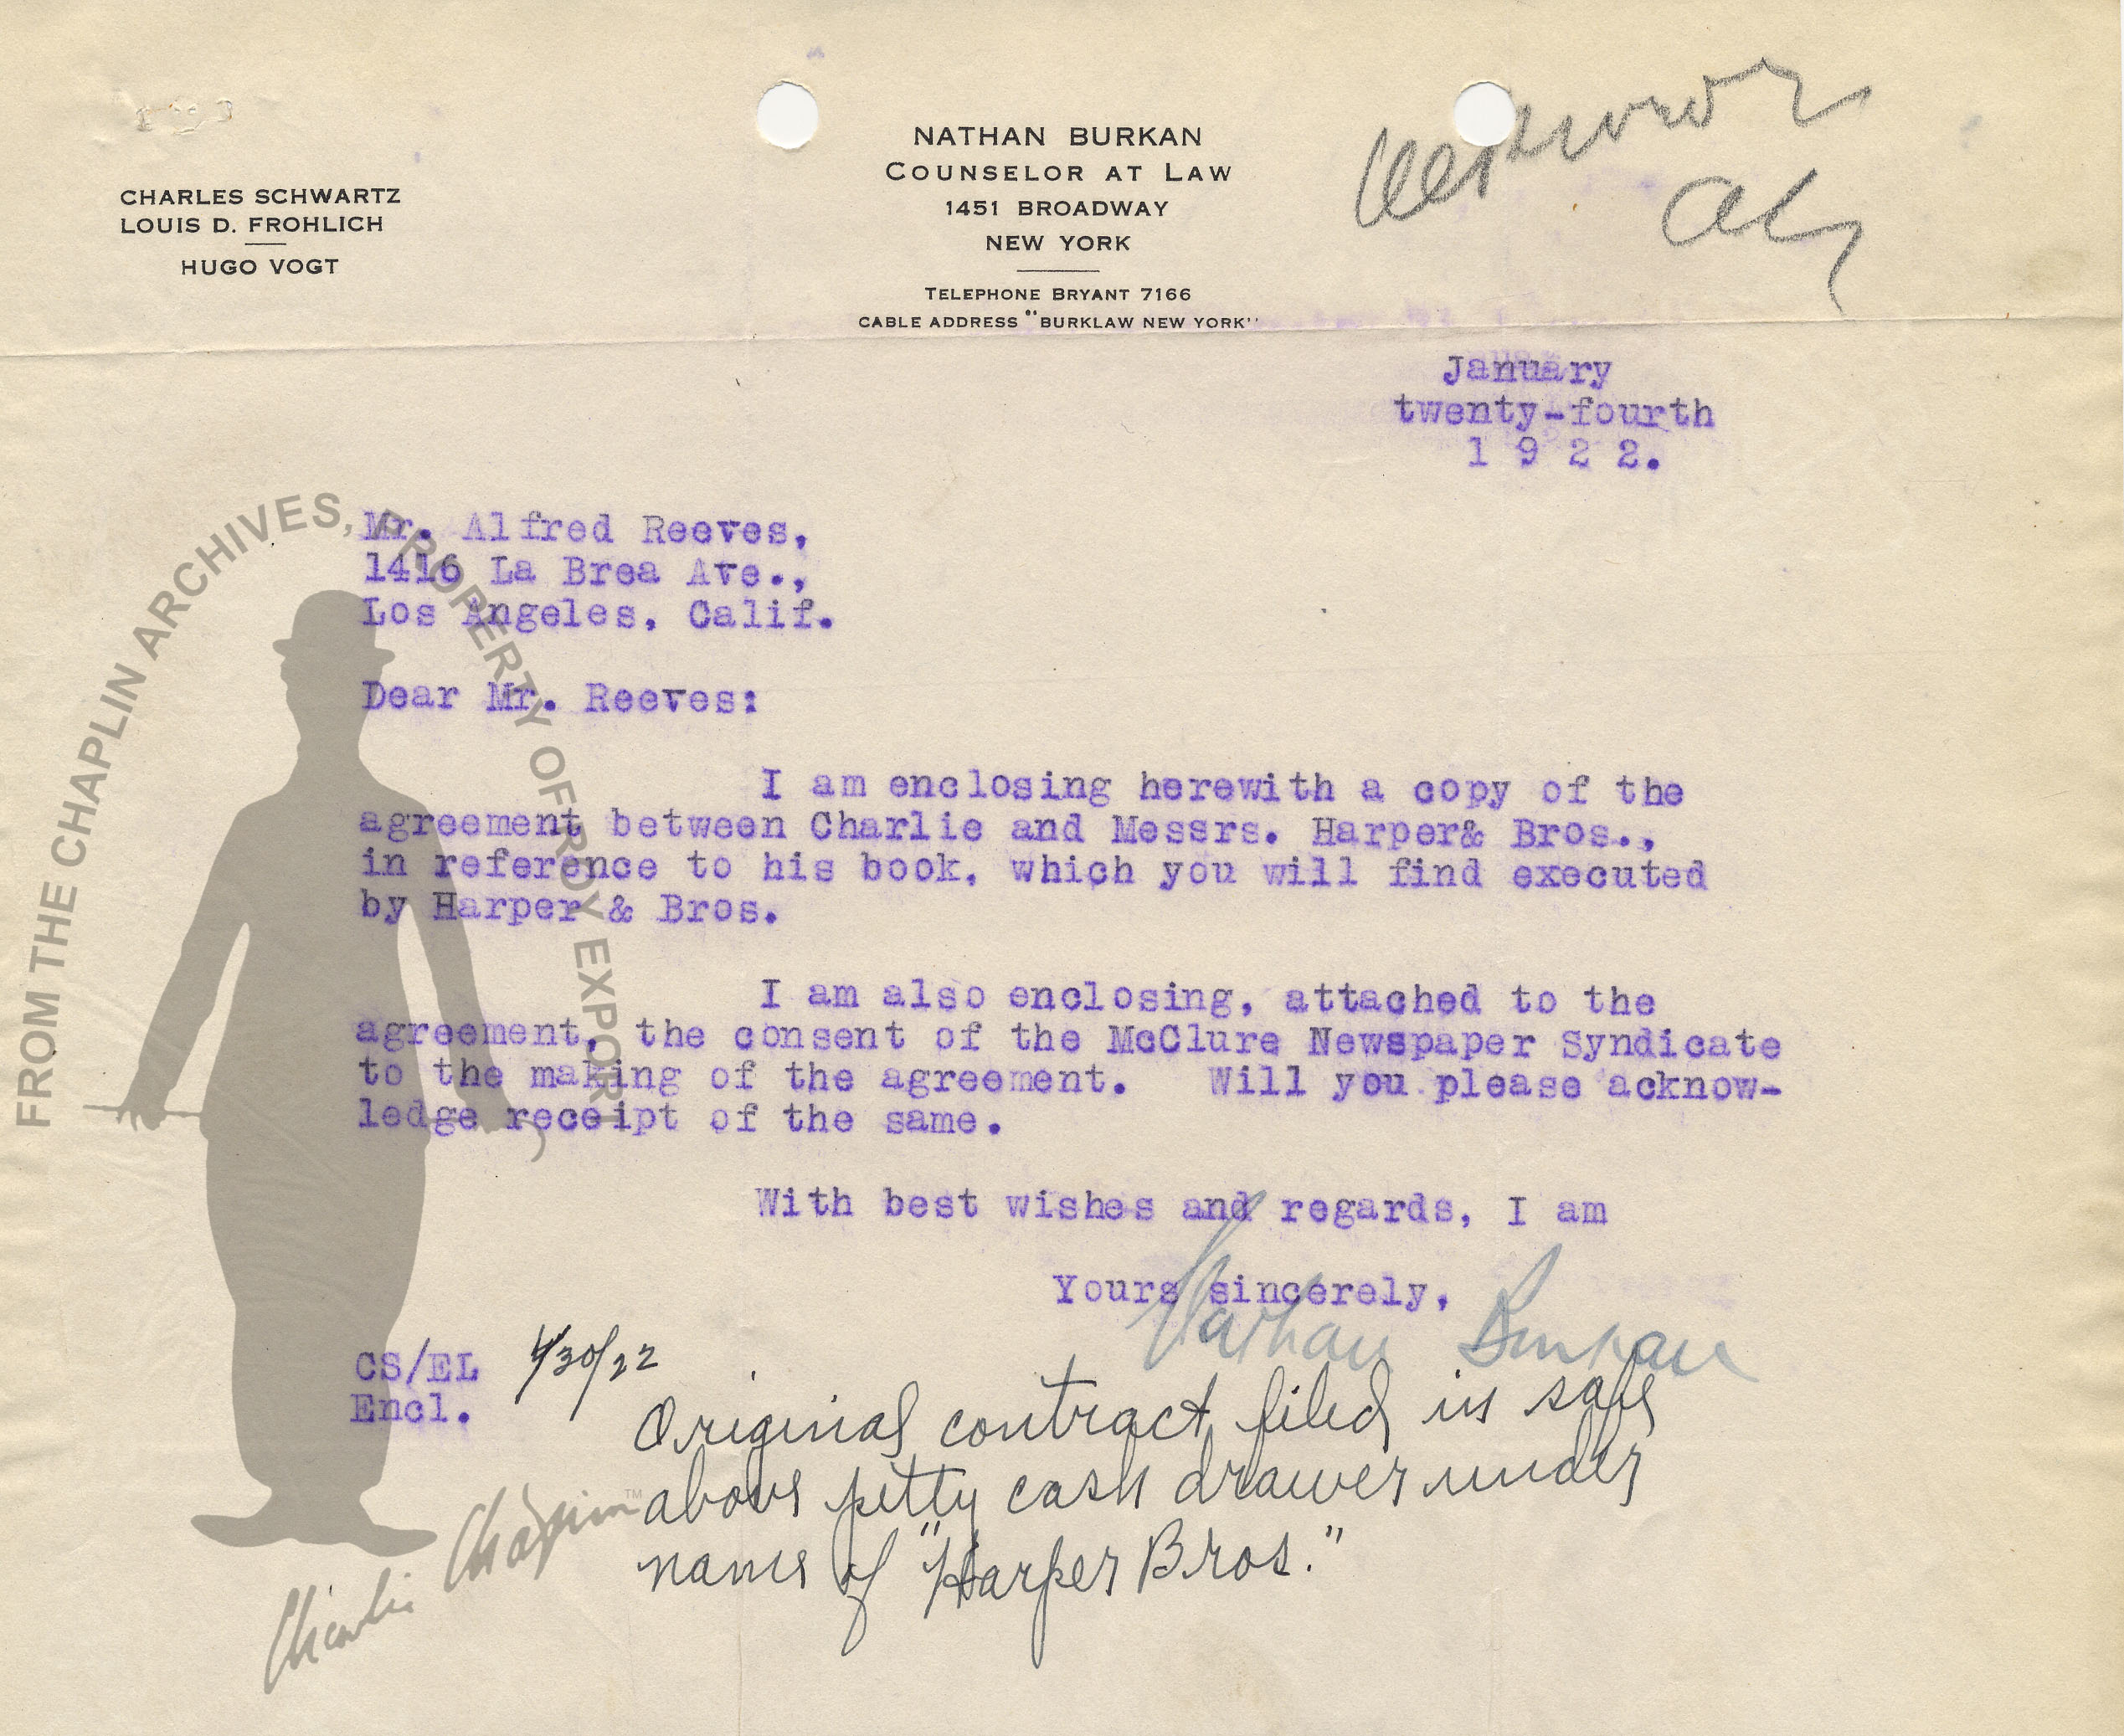 CHARLES SCHWARTZ
LOUIS D. FROHLICH
HUGO VOGT
NATHAN BURKAN
COUNSELOR AT LAW
1451 BROADWAY
NEW YORK
TELEPHONE BRYANT 7166
CABLE ADDRESS "BURKLAW NEW YORK"
January
twenty-fourth
1 9 2 2.
Mr. Alfred Reeves,
1416 La Brea Ave.,
Los Angeles, Calif.
Dear Mr. Reeves:
I am enclosing herewith a copy of the
agreement between Charlie and Messrs. Harper& Bros.,
in reference to his book, which you will find executed
by Harper & Bros.
I am also enclosing, attached to the
agreement, the consent of the McClure Newspaper Syndicate
to the making of the agreement. Will you please acknow-
ledge receipt of the same.
With best wishes and regards, I am
Yours sincerely,
Nathan Burkan
CS/EL
Encl.
4/30/22
Original contract filed in safe
above petty cash drawer under
name of "Harper Bros."
FROM THE CHAPLIN ARCHIVES, PROPERTY OF ROY EXPORT
Charlie Chaplin™